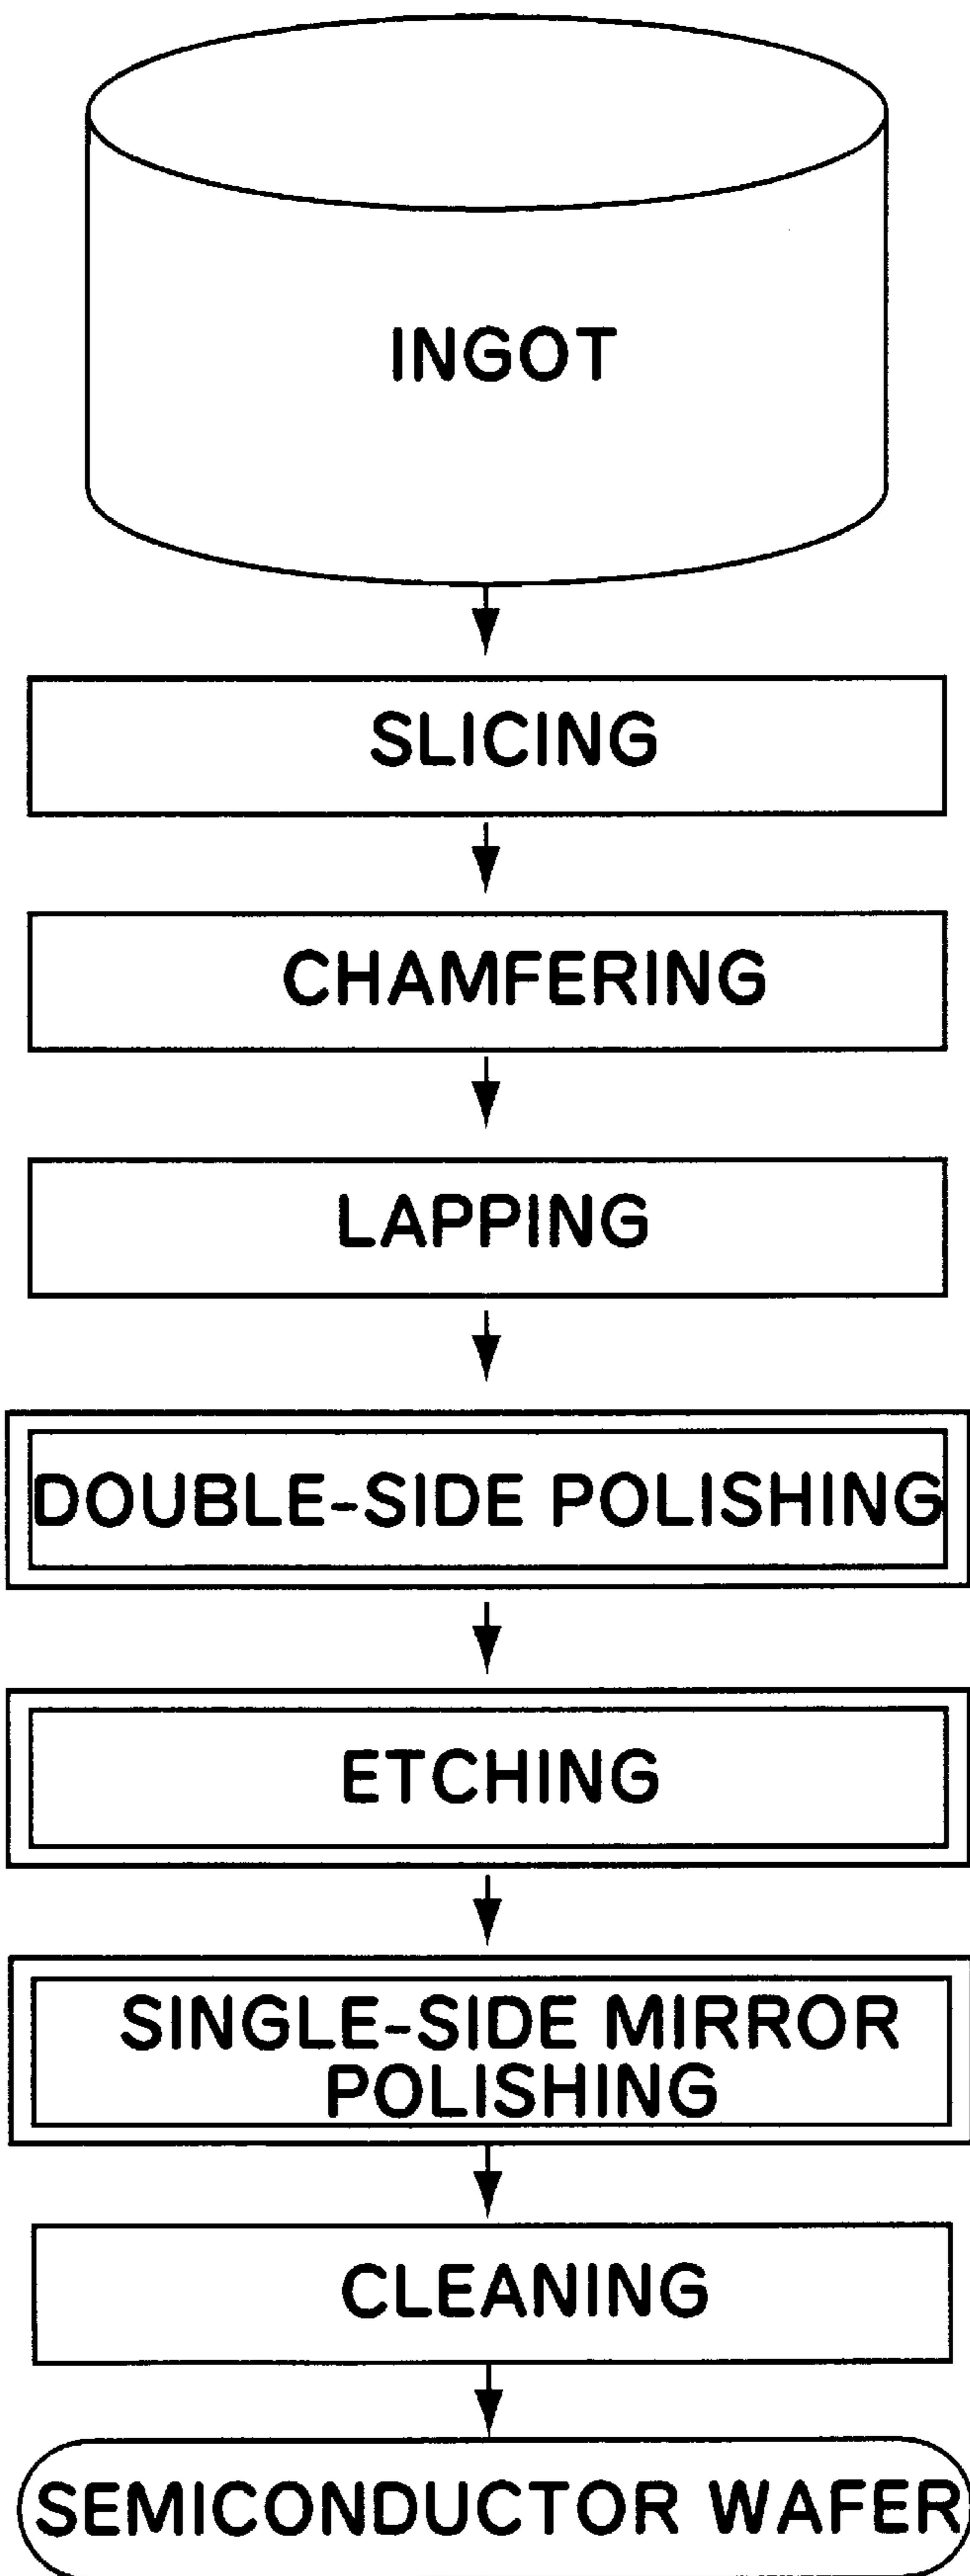 INGOT
SLICING
CHAMFERING
LAPPING
DOUBLE-SIDE POLISHING
ETCHING
SINGLE-SIDE MIRROR
POLISHING
CLEANING
SEMICONDUCTOR WAFER